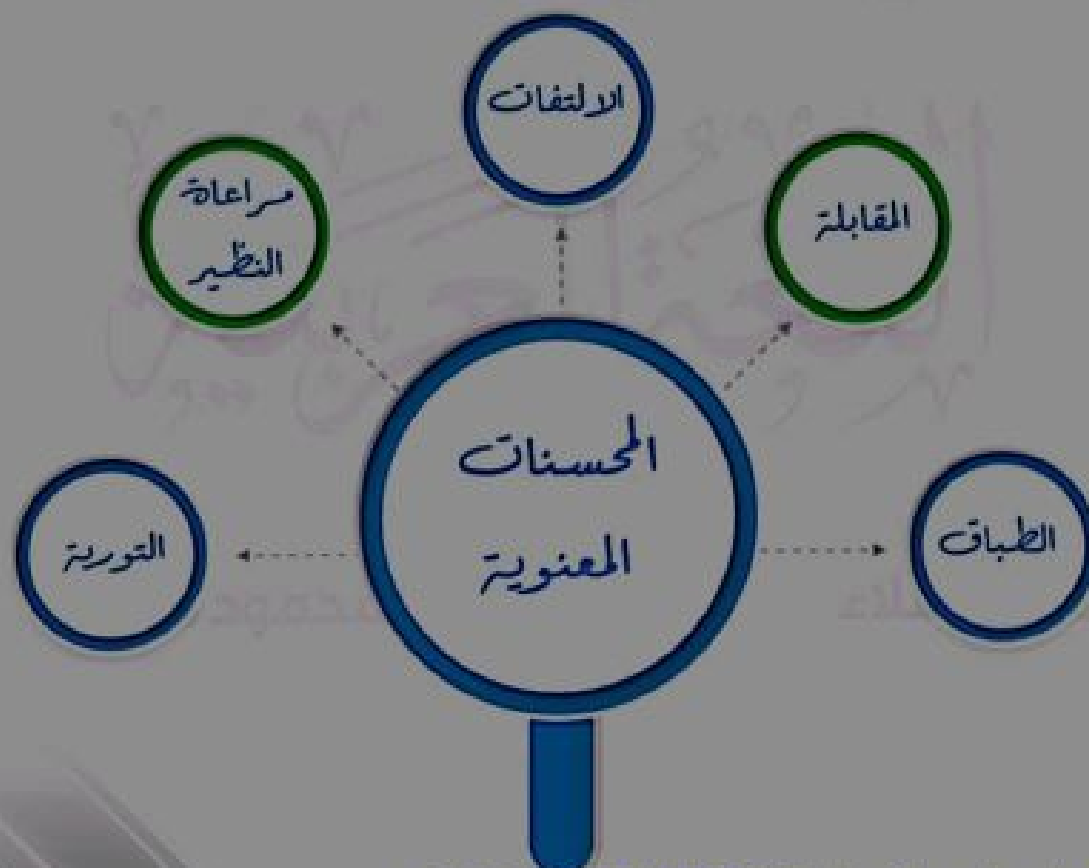 الالتفات
المقابلة
مراعاة
النظير
المحسنات
المعنوية
الطباق
التورية